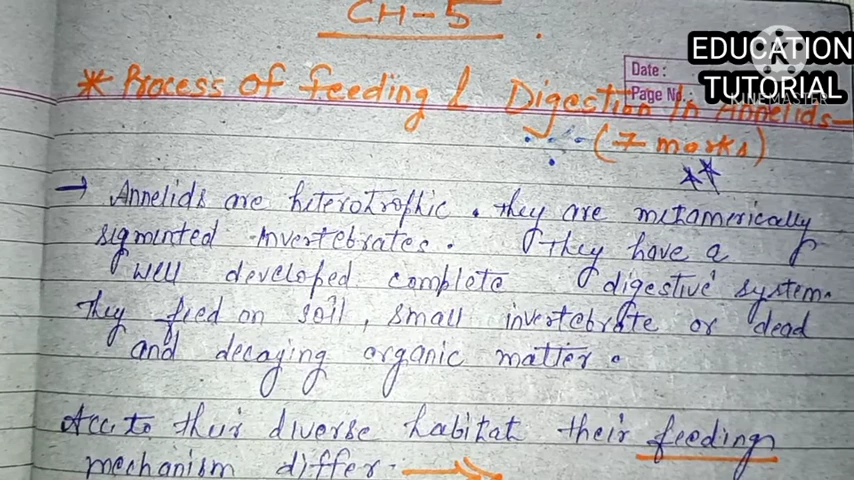 CH-5
EDUCATION
TUTORIAL
KINEMASTER
Date:
Page No.:
* Process of feeding & Digestion In Annelids
(7 marks)
→ Annelids are heterotrophic. They are metamerically
segmented invertebrates. They have a
well developed complete digestive system.
They feed on soil, small invertebrate or dead
and decaying organic matter.
Acc to their diverse habitat their feeding
mechanism differ.